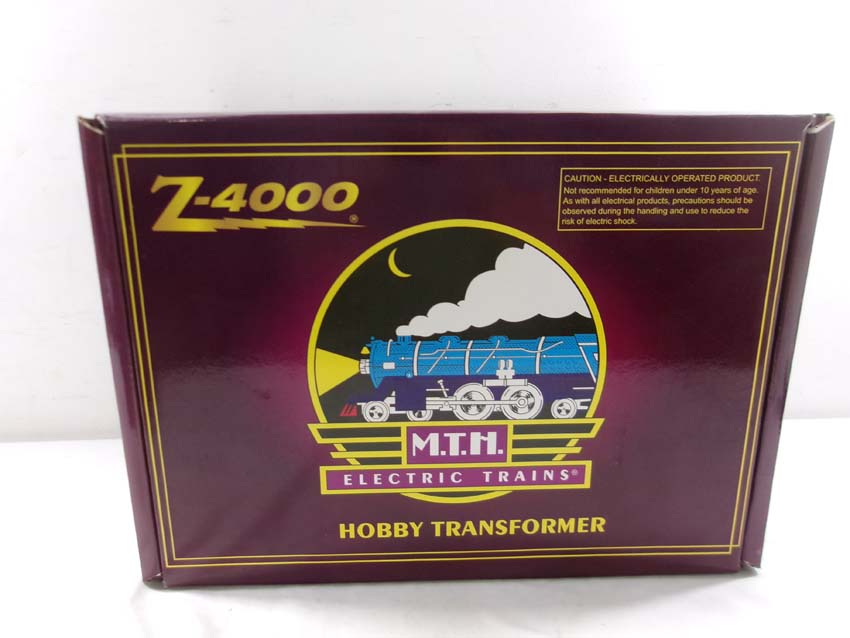 Z-4000®
CAUTION - ELECTRICALLY OPERATED PRODUCT.
Not recommended for children under 10 years of age.
As with all electrical products, precautions should be
observed during the handling and use to reduce the
risk of electric shock.
M.T.H.
ELECTRIC TRAINS®
HOBBY TRANSFORMER